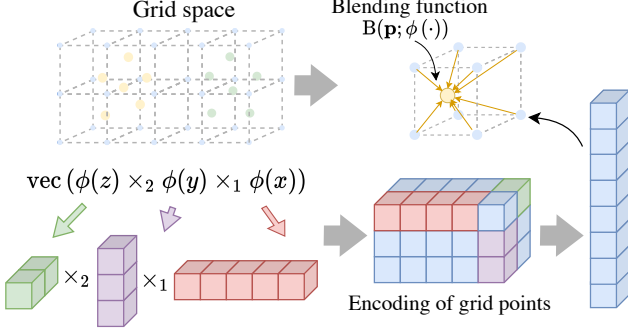 Grid space
Blending function
B(𝐩; ϕ(·))
vec (ϕ(z) ×₂ ϕ(y) ×₁ ϕ(x))
×₂
×₁
Encoding of grid points